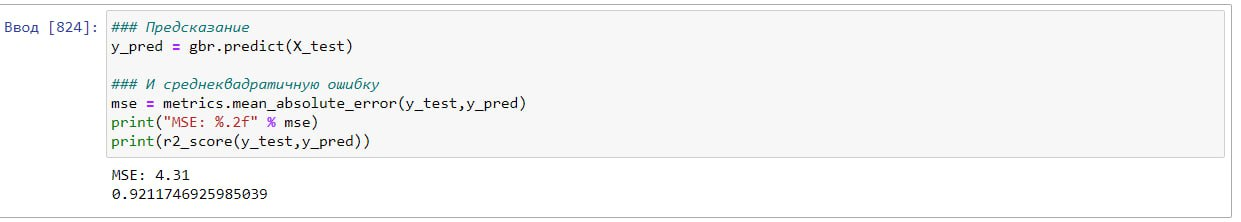 Ввод [824]: ### Предсказание
y_pred = gbr.predict(X_test)
### И среднеквадратичную ошибку
mse = metrics.mean_absolute_error(y_test,y_pred)
print("MSE: %.2f" % mse)
print(r2_score(y_test,y_pred))
MSE: 4.31
0.9211746925985039